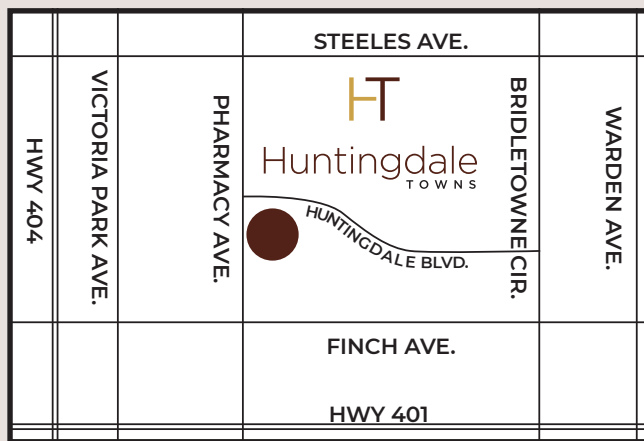 STEELES AVE.
HWY 404
VICTORIA PARK AVE.
PHARMACY AVE.
HT
Huntingdale
TOWNS
HUNTINGDALE BLVD.
BRIDLETOWNE CIR.
WARDEN AVE.
FINCH AVE.
HWY 401